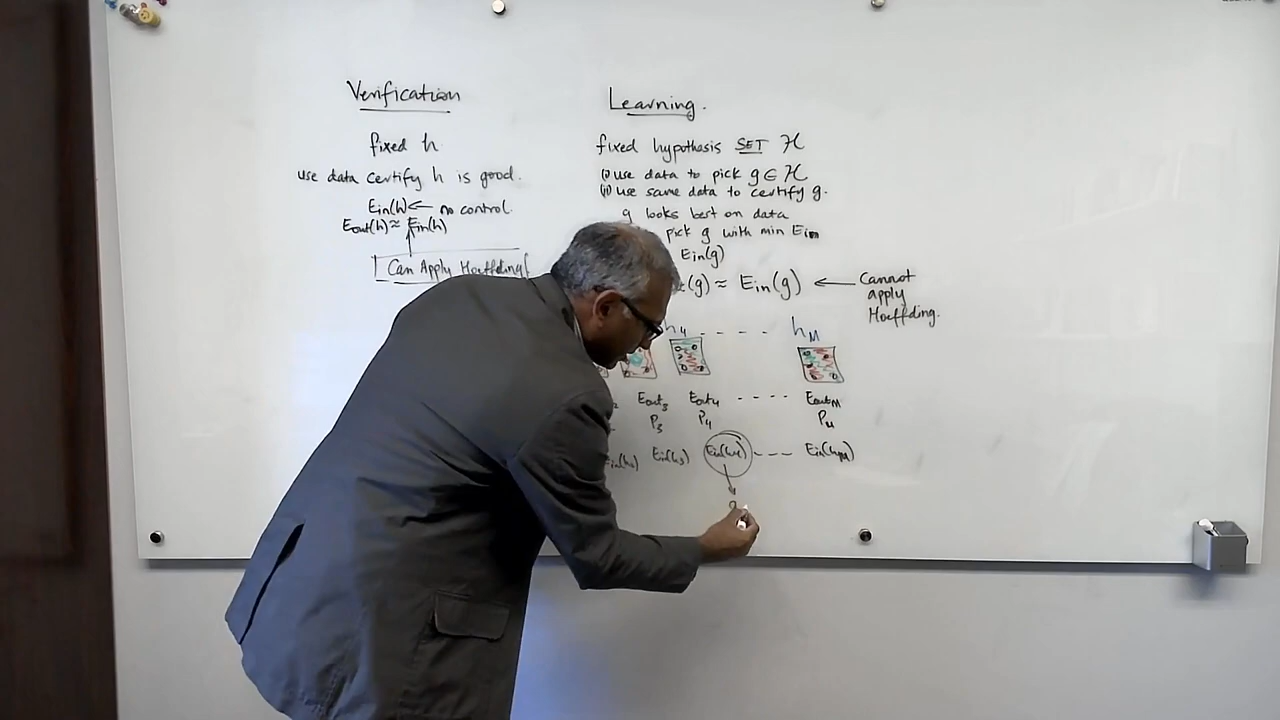 Verification
fixed h
use data certify h is good.
Ein(h) ← no control.
Eout(h) ≈ Ein(h)
Can Apply Hoeffding!
Learning.
fixed hypothesis SET ℋ
(i) use data to pick g ∈ ℋ
(ii) use same data to certify g.
g looks best on data
pick g with min Ein
Ein(g)
(g) ≈ Ein(g) ← Cannot
apply
Hoeffding.
h4 - - - - hM
Eout3 Eout4 - - - - EoutM
P3 P4
Ein(h3) Ein(h4) - - - Ein(hM)